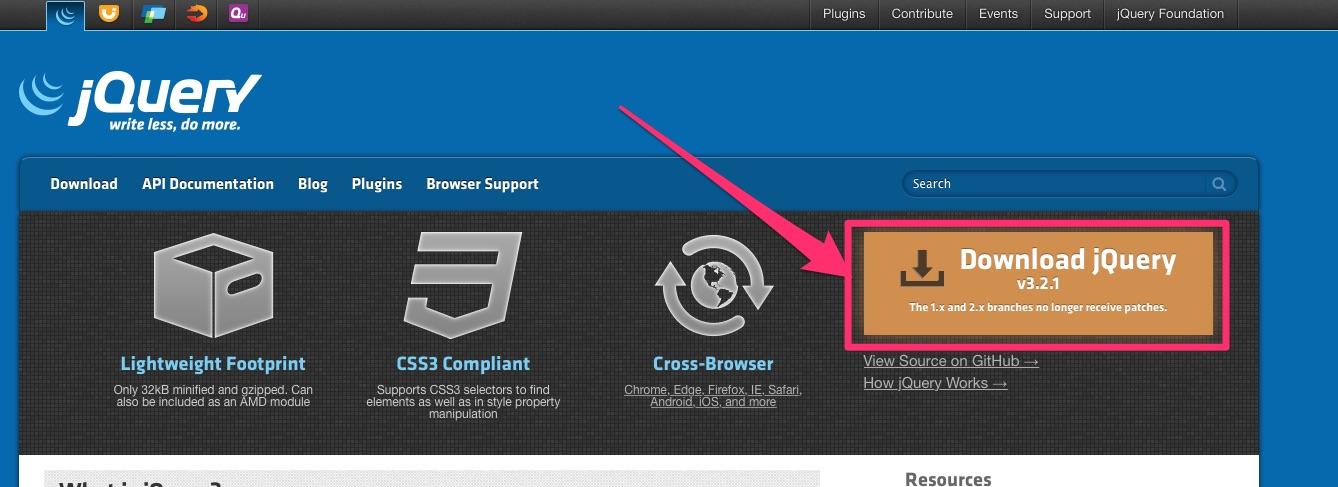 Qu
Plugins
Contribute
Events
Support
jQuery Foundation
jQuery
write less, do more.
Download
API Documentation
Blog
Plugins
Browser Support
Search
Download jQuery
v3.2.1
The 1.x and 2.x branches no longer receive patches.
View Source on GitHub →
How jQuery Works →
Lightweight Footprint
Only 32kB minified and gzipped. Can
also be included as an AMD module
CSS3 Compliant
Supports CSS3 selectors to find
elements as well as in style property
manipulation
Cross-Browser
Chrome, Edge, Firefox, IE, Safari,
Android, iOS, and more
What is jQuery?
Resources